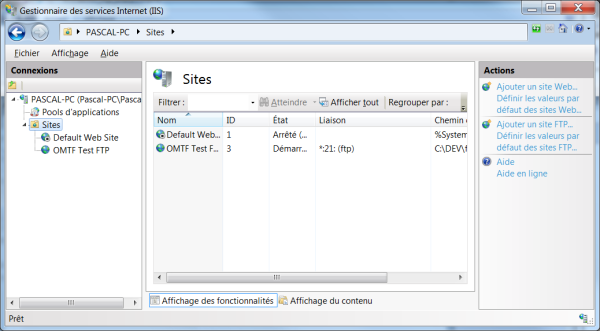 Gestionnaire des services Internet (IIS)
PASCAL-PC Sites
Fichier Affichage Aide
Connexions
PASCAL-PC (Pascal-PC\Pasca
Pools d'applications
Sites
Default Web Site
OMTF Test FTP
Sites
Filtrer : Atteindre Afficher tout Regrouper par :
Nom ID État Liaison Chemin
Default Web... 1 Arrêté (... %System
OMTF Test F... 3 Démarr... *:21: (ftp) C:\DEV\f
Affichage des fonctionnalités Affichage du contenu
Actions
Ajouter un site Web...
Définir les valeurs par
défaut des sites Web...
Ajouter un site FTP...
Définir les valeurs par
défaut des sites FTP...
Aide
Aide en ligne
Prêt